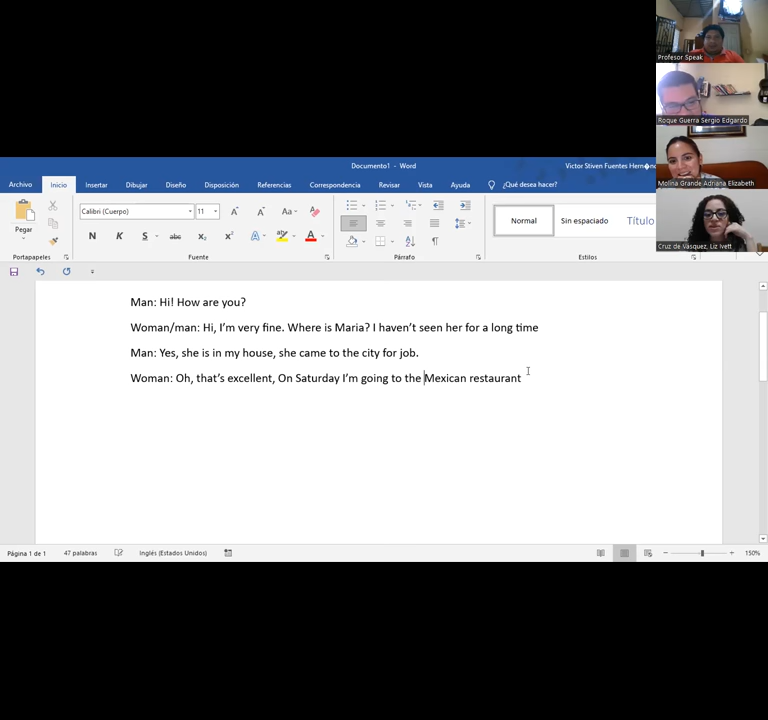 Profesor Speak
Roque Guerra Sergio Edgardo
Documento1 - Word
Victor Stiven Fuentes
Molina Grande Adriana Elizabeth
Archivo Inicio Insertar Dibujar Diseño Disposición Referencias Correspondencia Revisar Vista Ayuda ¿Qué desea hacer?
Calibri (Cuerpo) 11 Aa
Normal Sin espaciado Título
Pegar
N K S abc x₂ x² A aby A
Cruz de Vasquez, Liz Ivett
Portapapeles Fuente Párrafo Estilos
Man: Hi! How are you?
Woman/man: Hi, I'm very fine. Where is Maria? I haven't seen her for a long time
Man: Yes, she is in my house, she came to the city for job.
Woman: Oh, that's excellent, On Saturday I'm going to the Mexican restaurant
Página 1 de 1 47 palabras Inglés (Estados Unidos) 150%